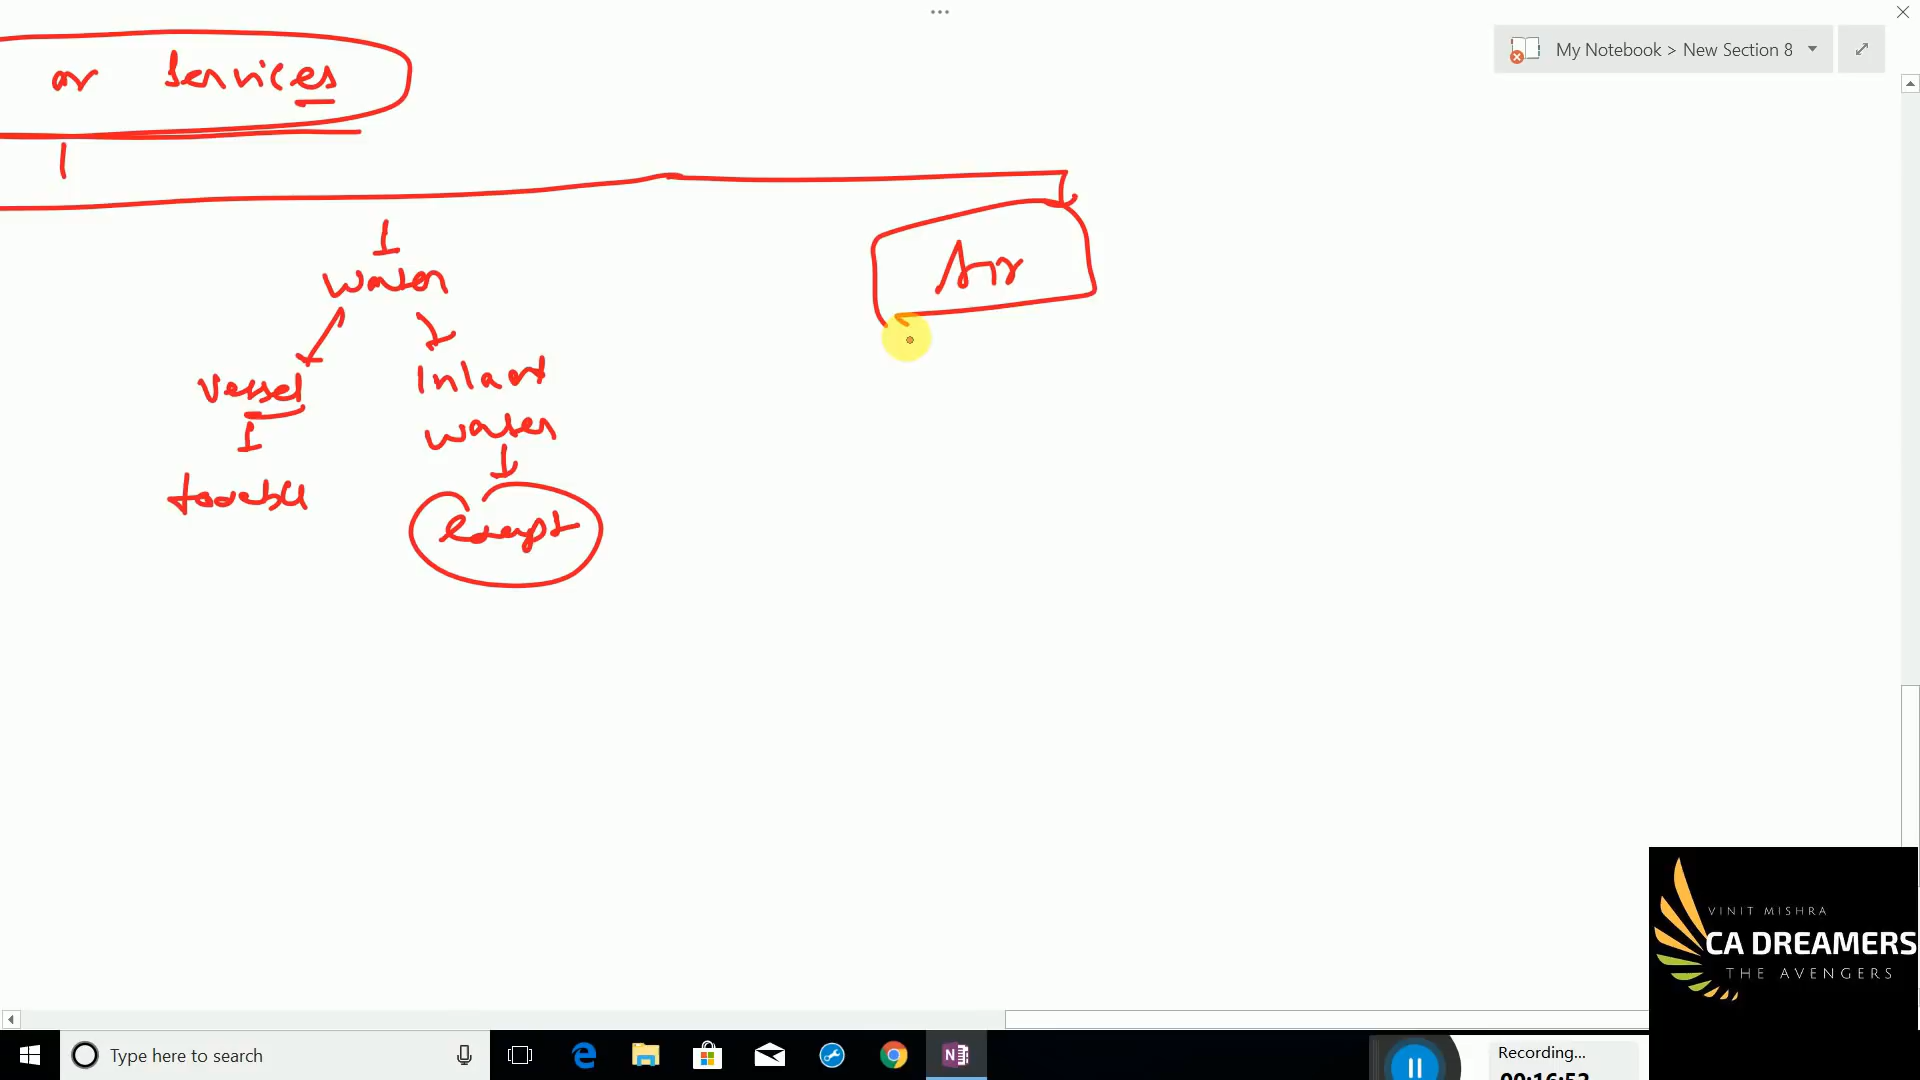 My Notebook > New Section 8
or Services
Water
Air
Vessel
Inland
water
taxable
Exempt
VINIT MISHRA
CA DREAMERS
THE AVENGERS
Type here to search
Recording...